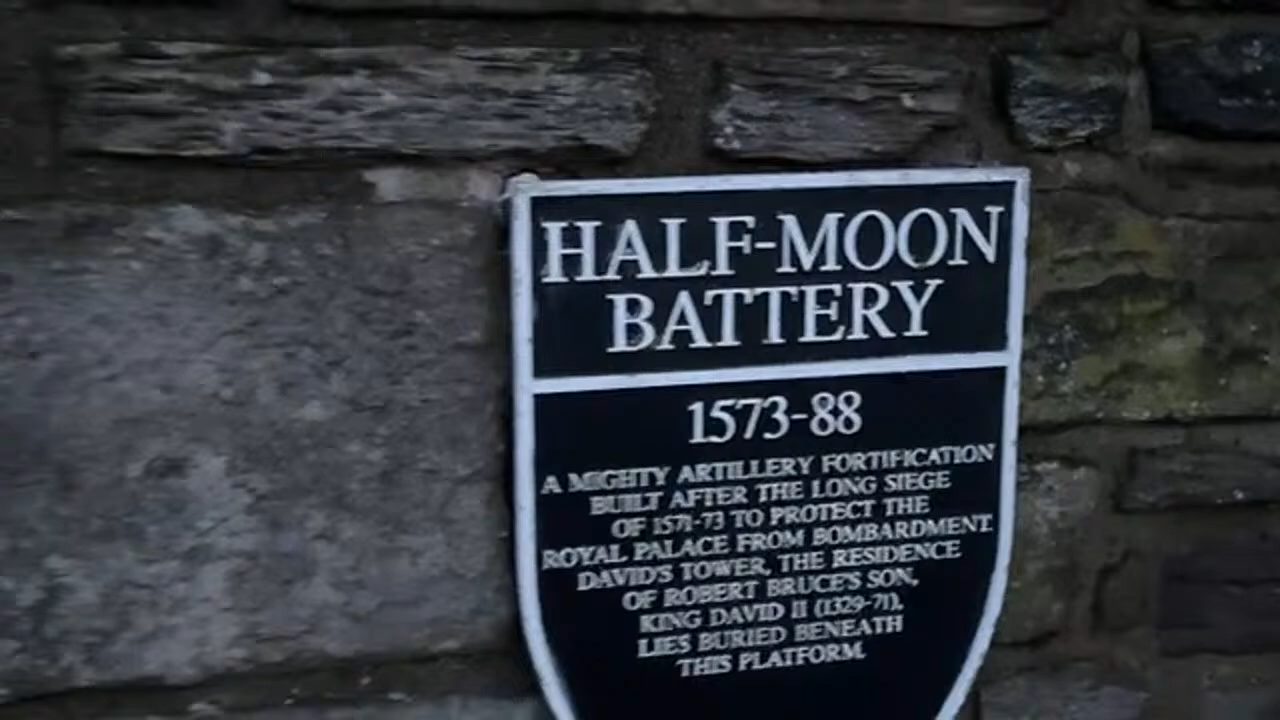 HALF-MOON
BATTERY
1573-88
A MIGHTY ARTILLERY FORTIFICATION
BUILT AFTER THE LONG SIEGE
OF 1571-73 TO PROTECT THE
ROYAL PALACE FROM BOMBARDMENT.
DAVID'S TOWER, THE RESIDENCE
OF ROBERT BRUCE'S SON,
KING DAVID II (1329-71),
LIES BURIED BENEATH
THIS PLATFORM.